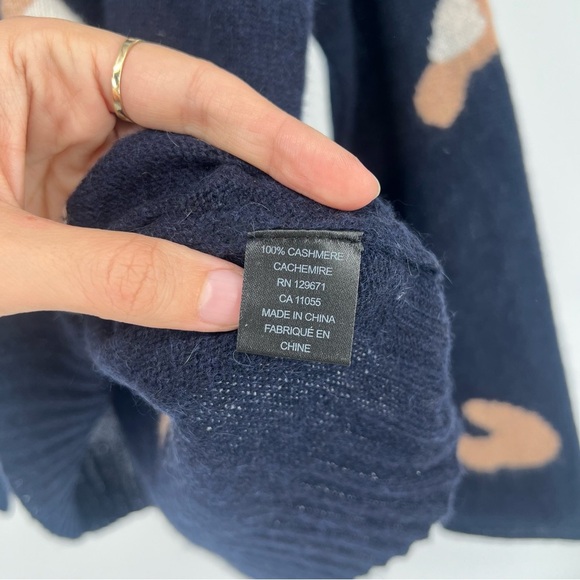 100% CASHMERE
CACHEMIRE
RN 129671
CA 11055
MADE IN CHINA
FABRIQUÉ EN
CHINE